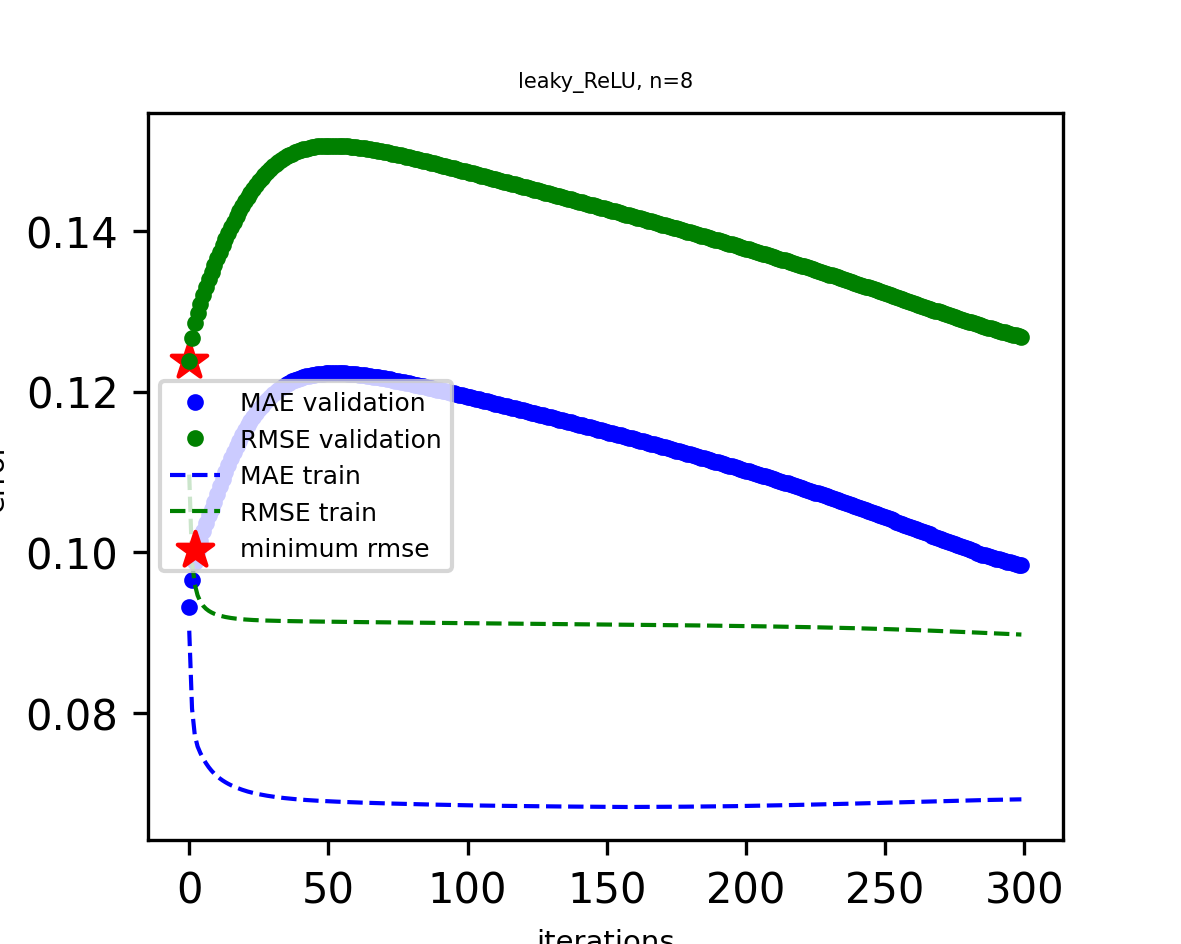 leaky_ReLU, n=8
0.14
0.12
0.10
0.08
MAE validation
RMSE validation
MAE train
RMSE train
minimum rmse
0 50 100 150 200 250 300
iterations